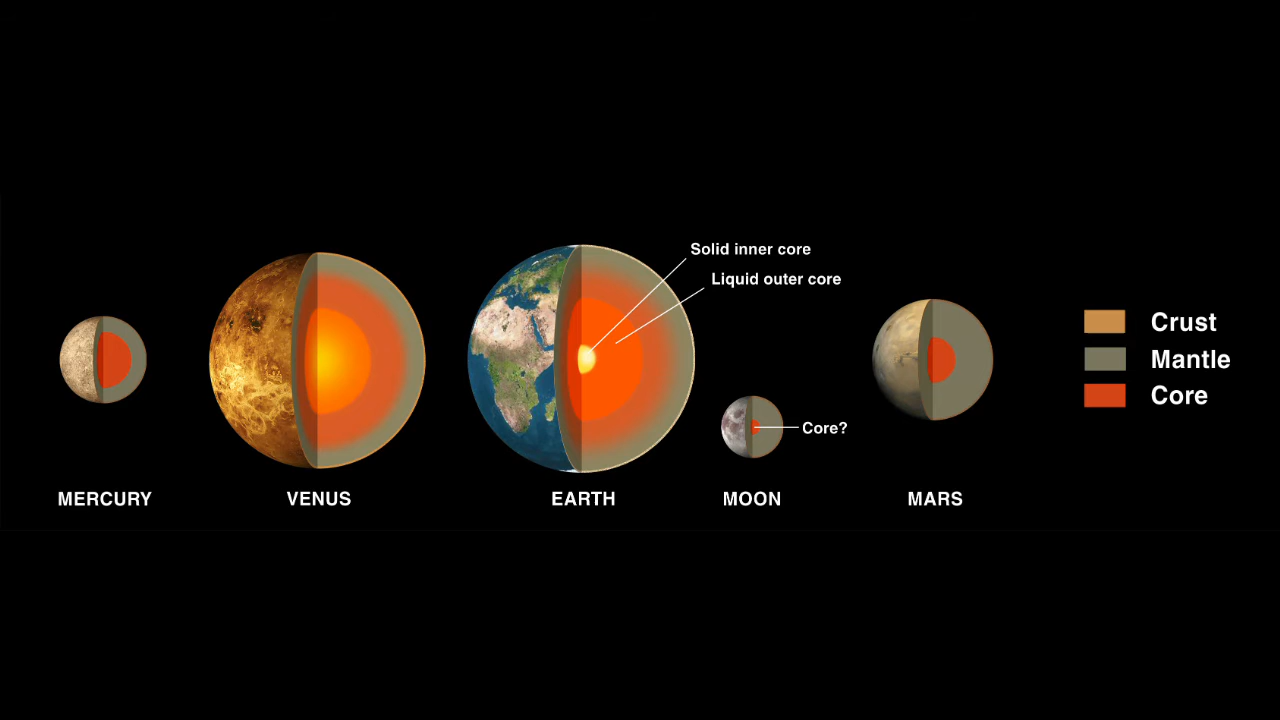 Solid inner core
Liquid outer core
Core?
MERCURY
VENUS
EARTH
MOON
MARS
Crust
Mantle
Core